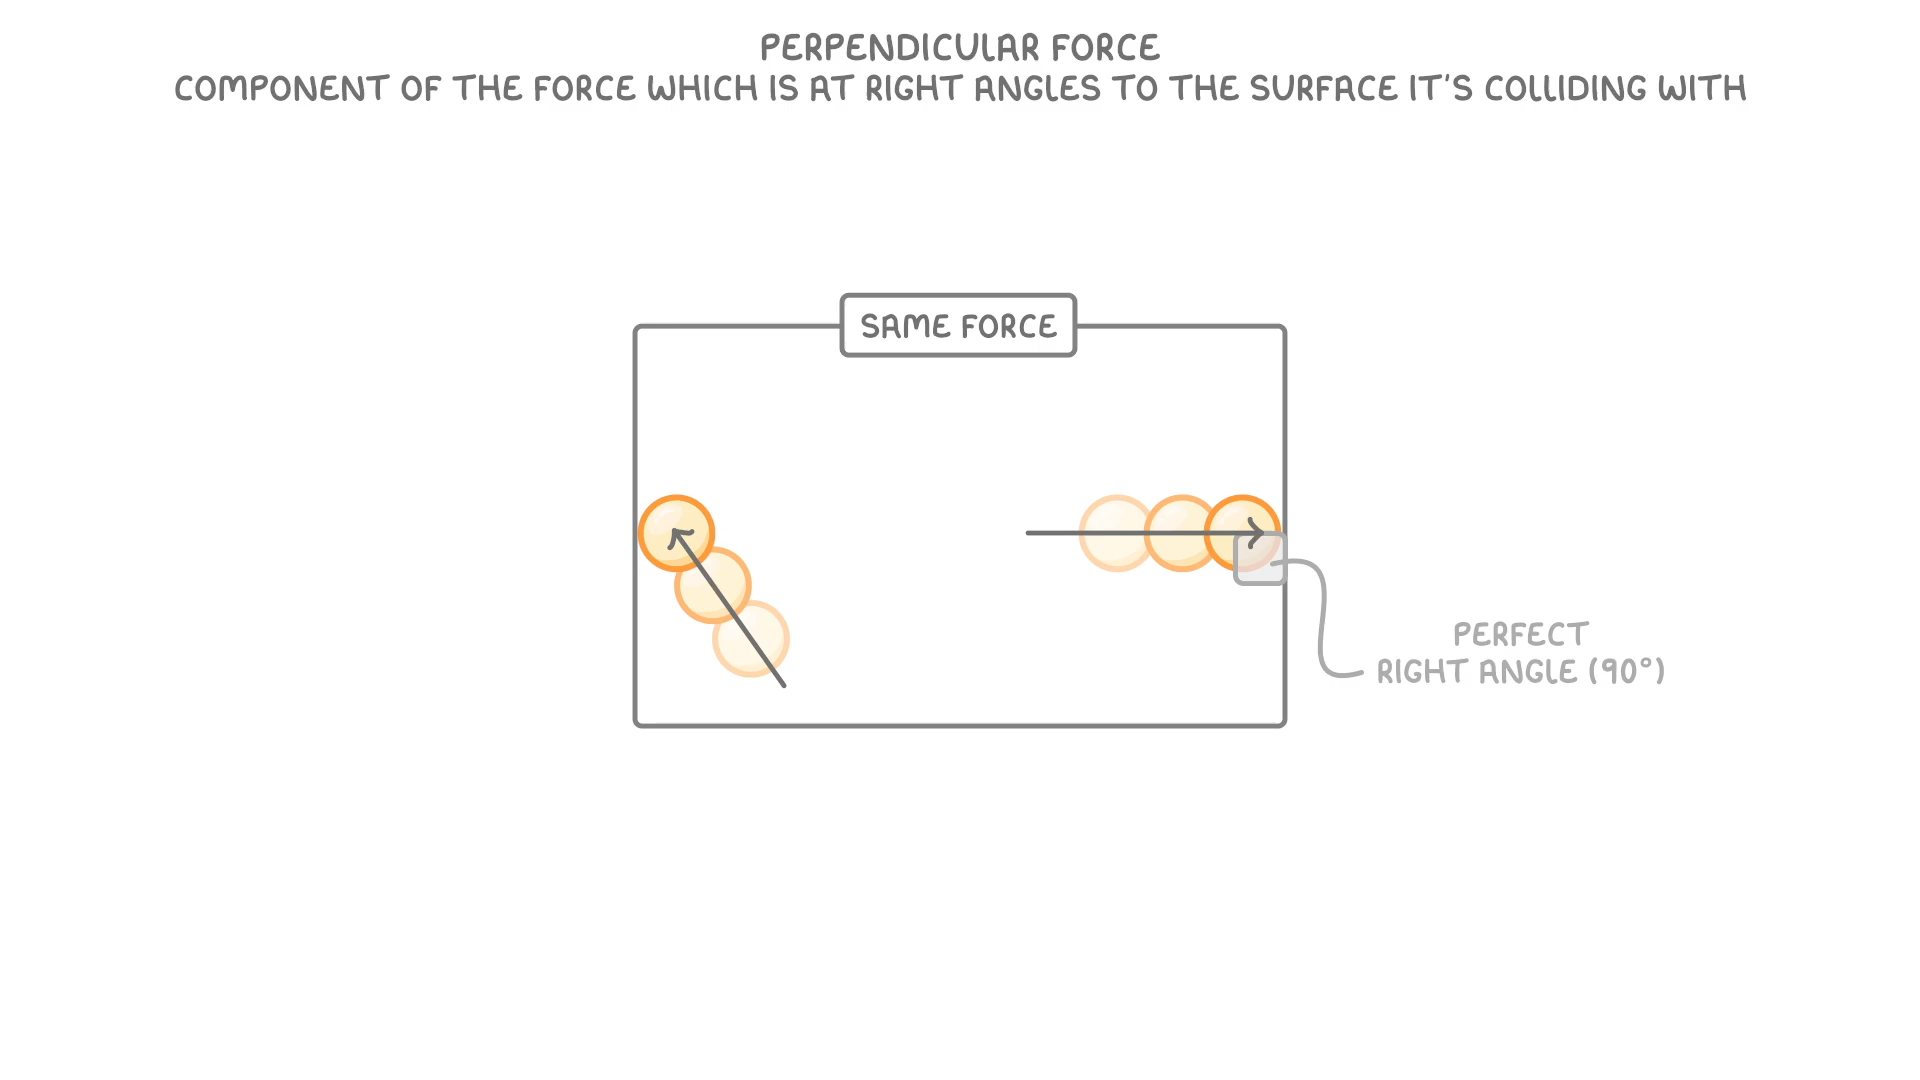 PERPENDICULAR FORCE
COMPONENT OF THE FORCE WHICH IS AT RIGHT ANGLES TO THE SURFACE IT'S COLLIDING WITH
SAME FORCE
PERFECT
RIGHT ANGLE (90°)